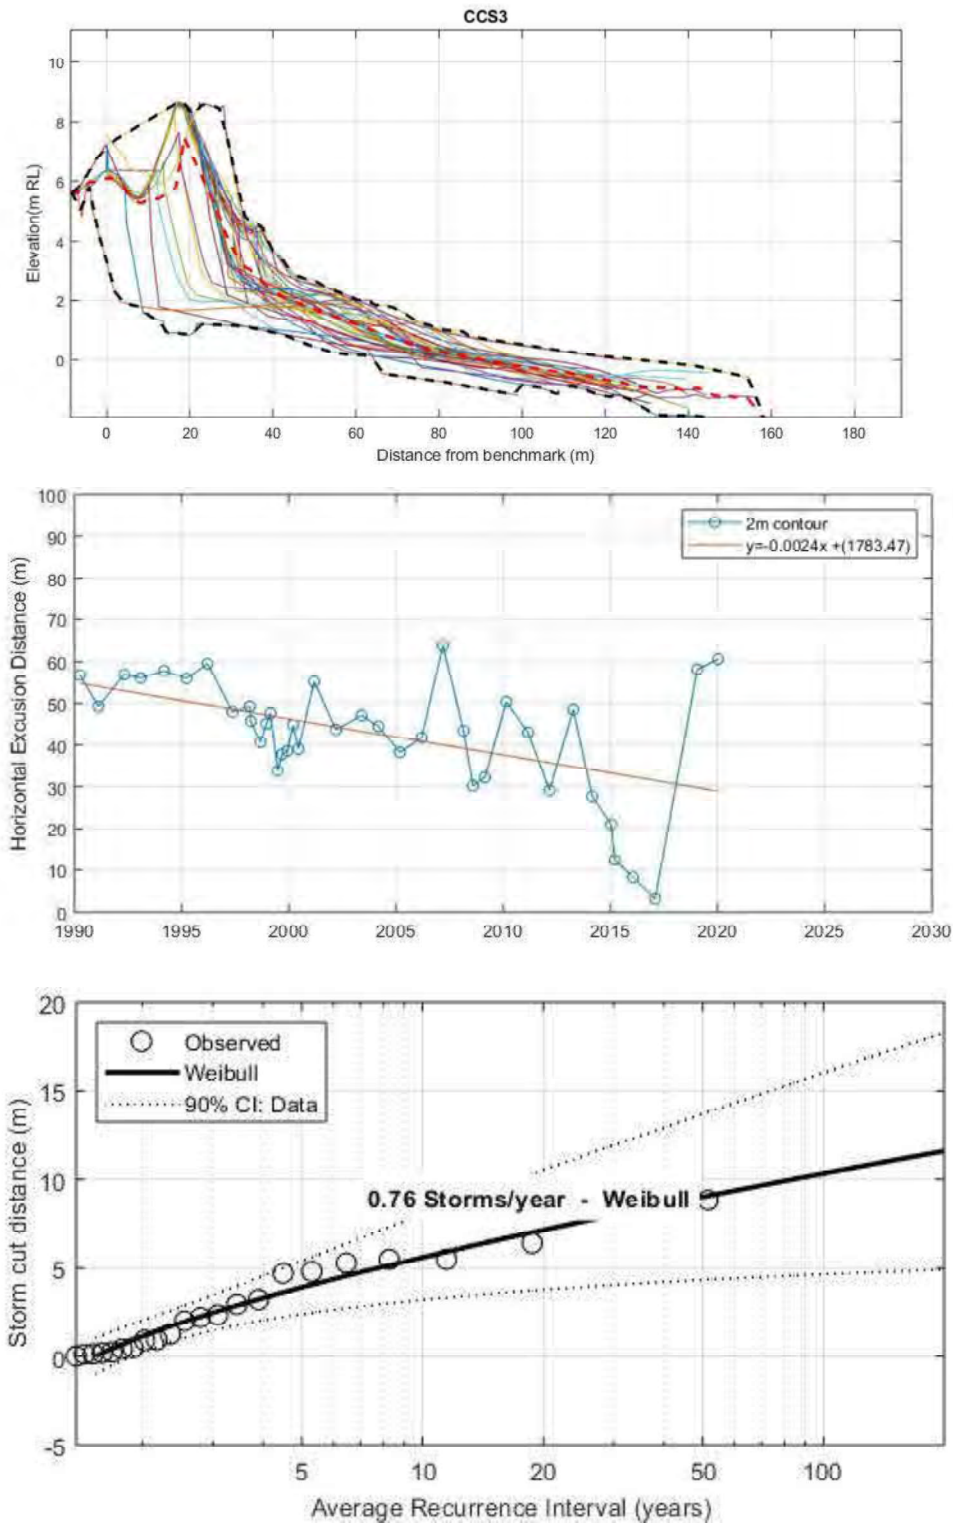 CCS3
10
8
6
4
2
0
Elevation(m RL)
0 20 40 60 80 100 120 140 160 180
Distance from benchmark (m)
100
90
80
70
60
50
40
30
20
10
0
Horizontal Excusion Distance (m)
2m contour
y=-0.0024x +(1783.47)
1990 1995 2000 2005 2010 2015 2020 2025 2030
20
15
10
5
0
-5
Storm cut distance (m)
Observed
Weibull
90% CI: Data
0.76 Storms/year - Weibull
5 10 20 50 100
Average Recurrence Interval (years)